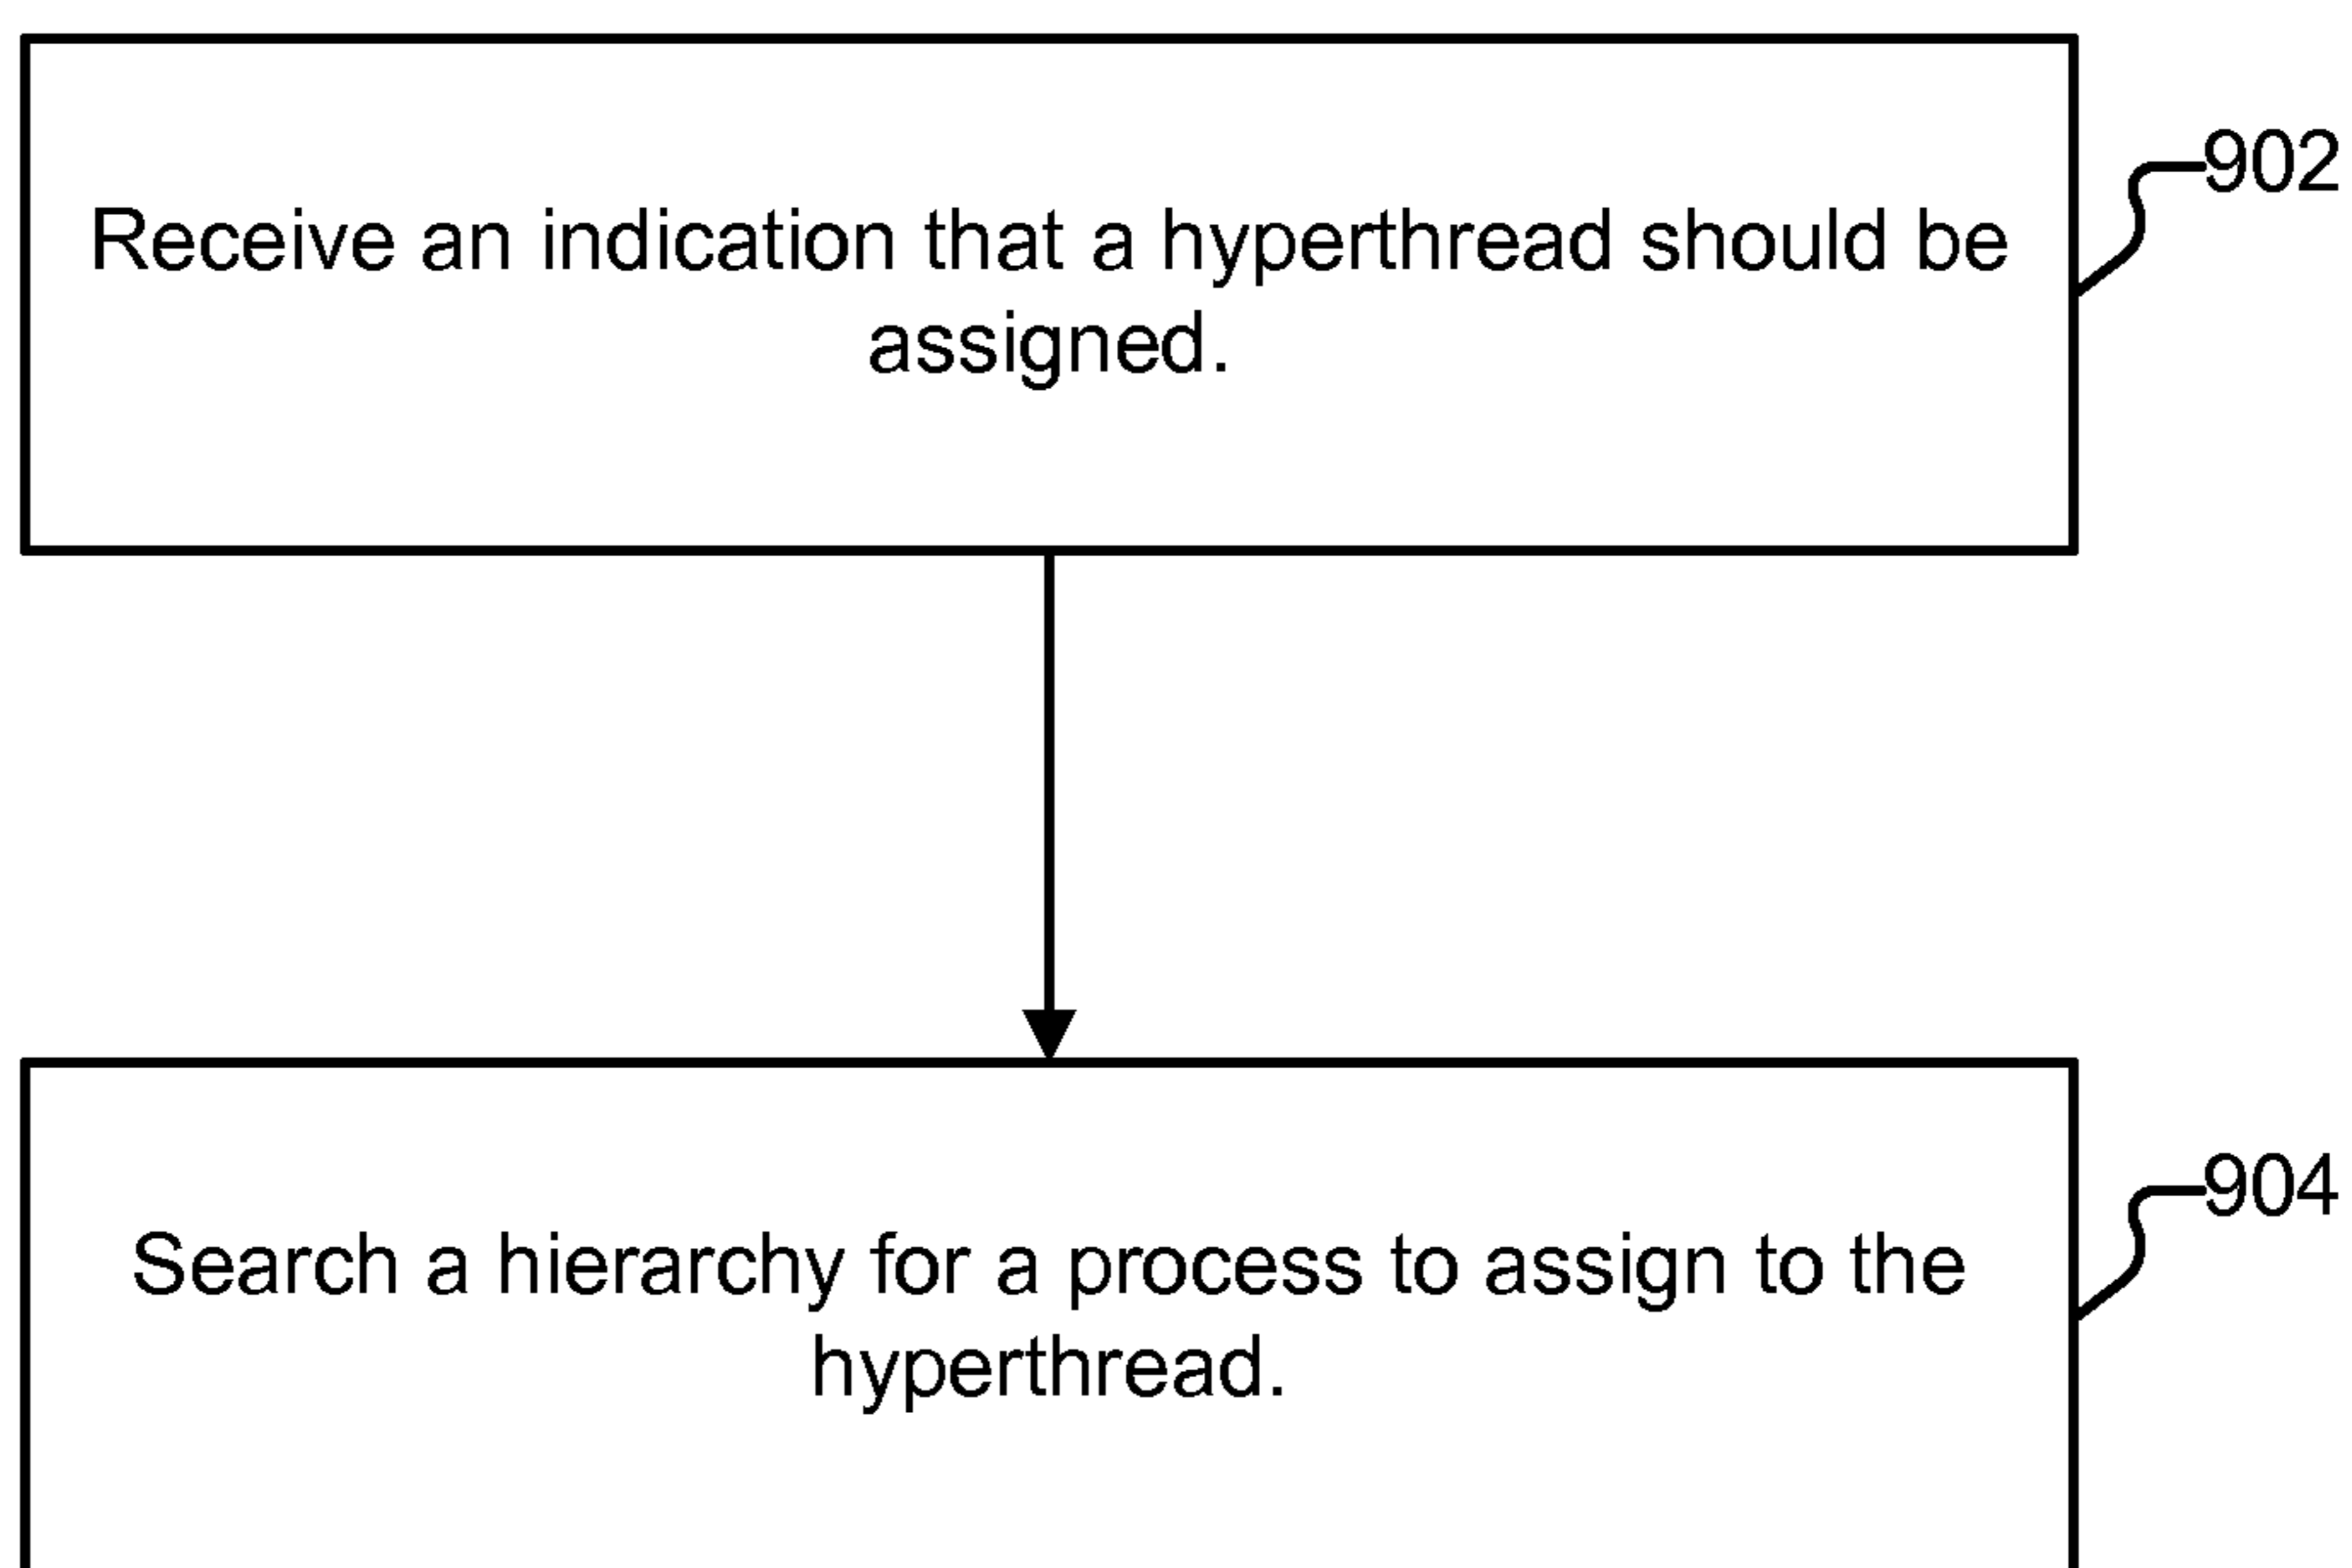 902
Receive an indication that a hyperthread should be
assigned.
904
Search a hierarchy for a process to assign to the
hyperthread.